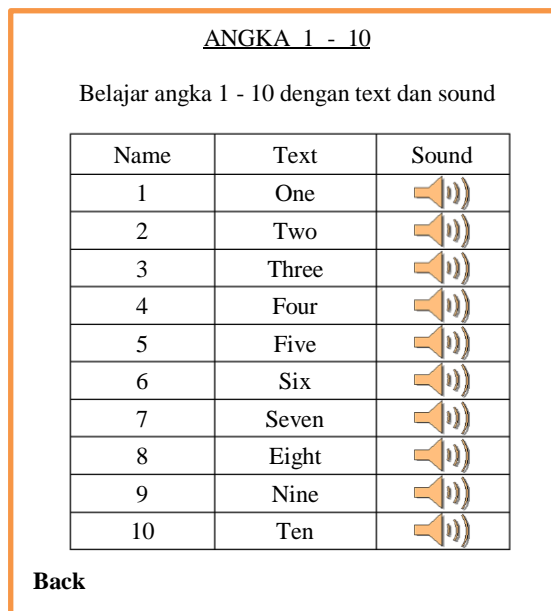 ANGKA 1 - 10
Belajar angka 1 - 10 dengan text dan sound
Name Text Sound
1 One
2 Two
3 Three
4 Four
5 Five
6 Six
7 Seven
8 Eight
9 Nine
10 Ten
Back